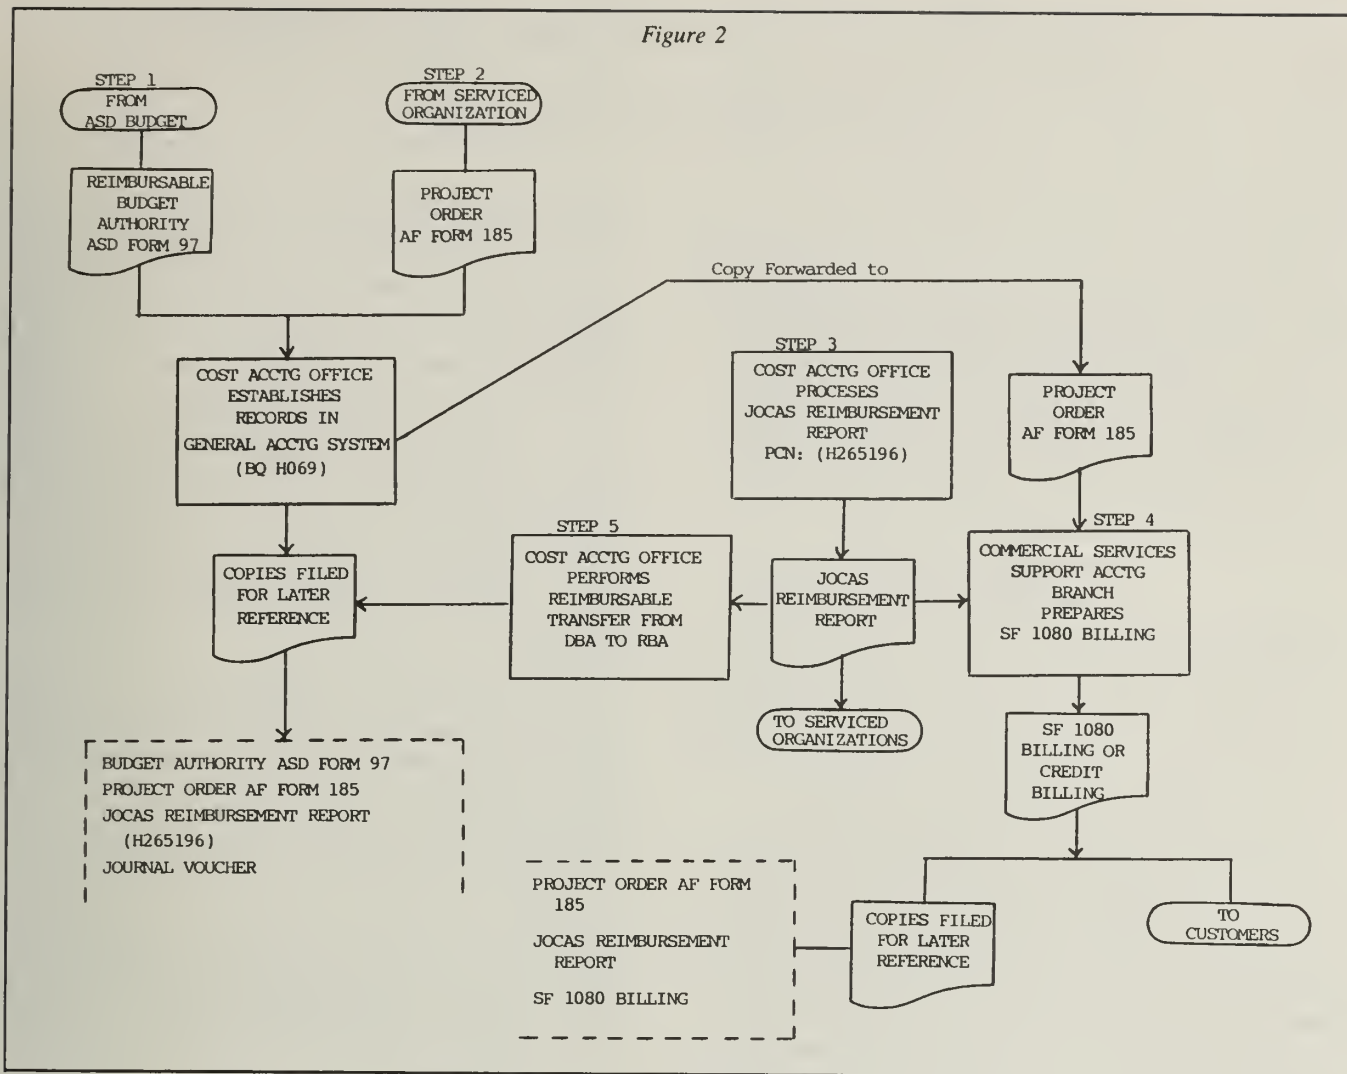 Figure 2
STEP 1
FROM
ASD BUDGET
STEP 2
FROM SERVICED
ORGANIZATION
REIMBURSABLE
BUDGET
AUTHORITY
ASD FORM 97
PROJECT
ORDER
AF FORM 185
Copy Forwarded to
COST ACCTG OFFICE
ESTABLISHES
RECORDS IN
GENERAL ACCTG SYSTEM
(BQ H069)
STEP 3
COST ACCTG OFFICE
PROCESES
JOCAS REIMBURSEMENT
REPORT
PCN: (H265196)
PROJECT
ORDER
AF FORM 185
COPIES FILED
FOR LATER
REFERENCE
STEP 5
COST ACCTG OFFICE
PERFORMS
REIMBURSABLE
TRANSFER FROM
DBA TO RBA
JOCAS
REIMBURSEMENT
REPORT
STEP 4
COMMERCIAL SERVICES
SUPPORT ACCTG
BRANCH
PREPARES
SF 1080 BILLING
TO SERVICED
ORGANIZATIONS
SF 1080
BILLING OR
CREDIT
BILLING
BUDGET AUTHORITY ASD FORM 97
PROJECT ORDER AF FORM 185
JOCAS REIMBURSEMENT REPORT
(H265196)
JOURNAL VOUCHER
PROJECT ORDER AF FORM
185
JOCAS REIMBURSEMENT
REPORT
SF 1080 BILLING
COPIES FILED
FOR LATER
REFERENCE
TO
CUSTOMERS